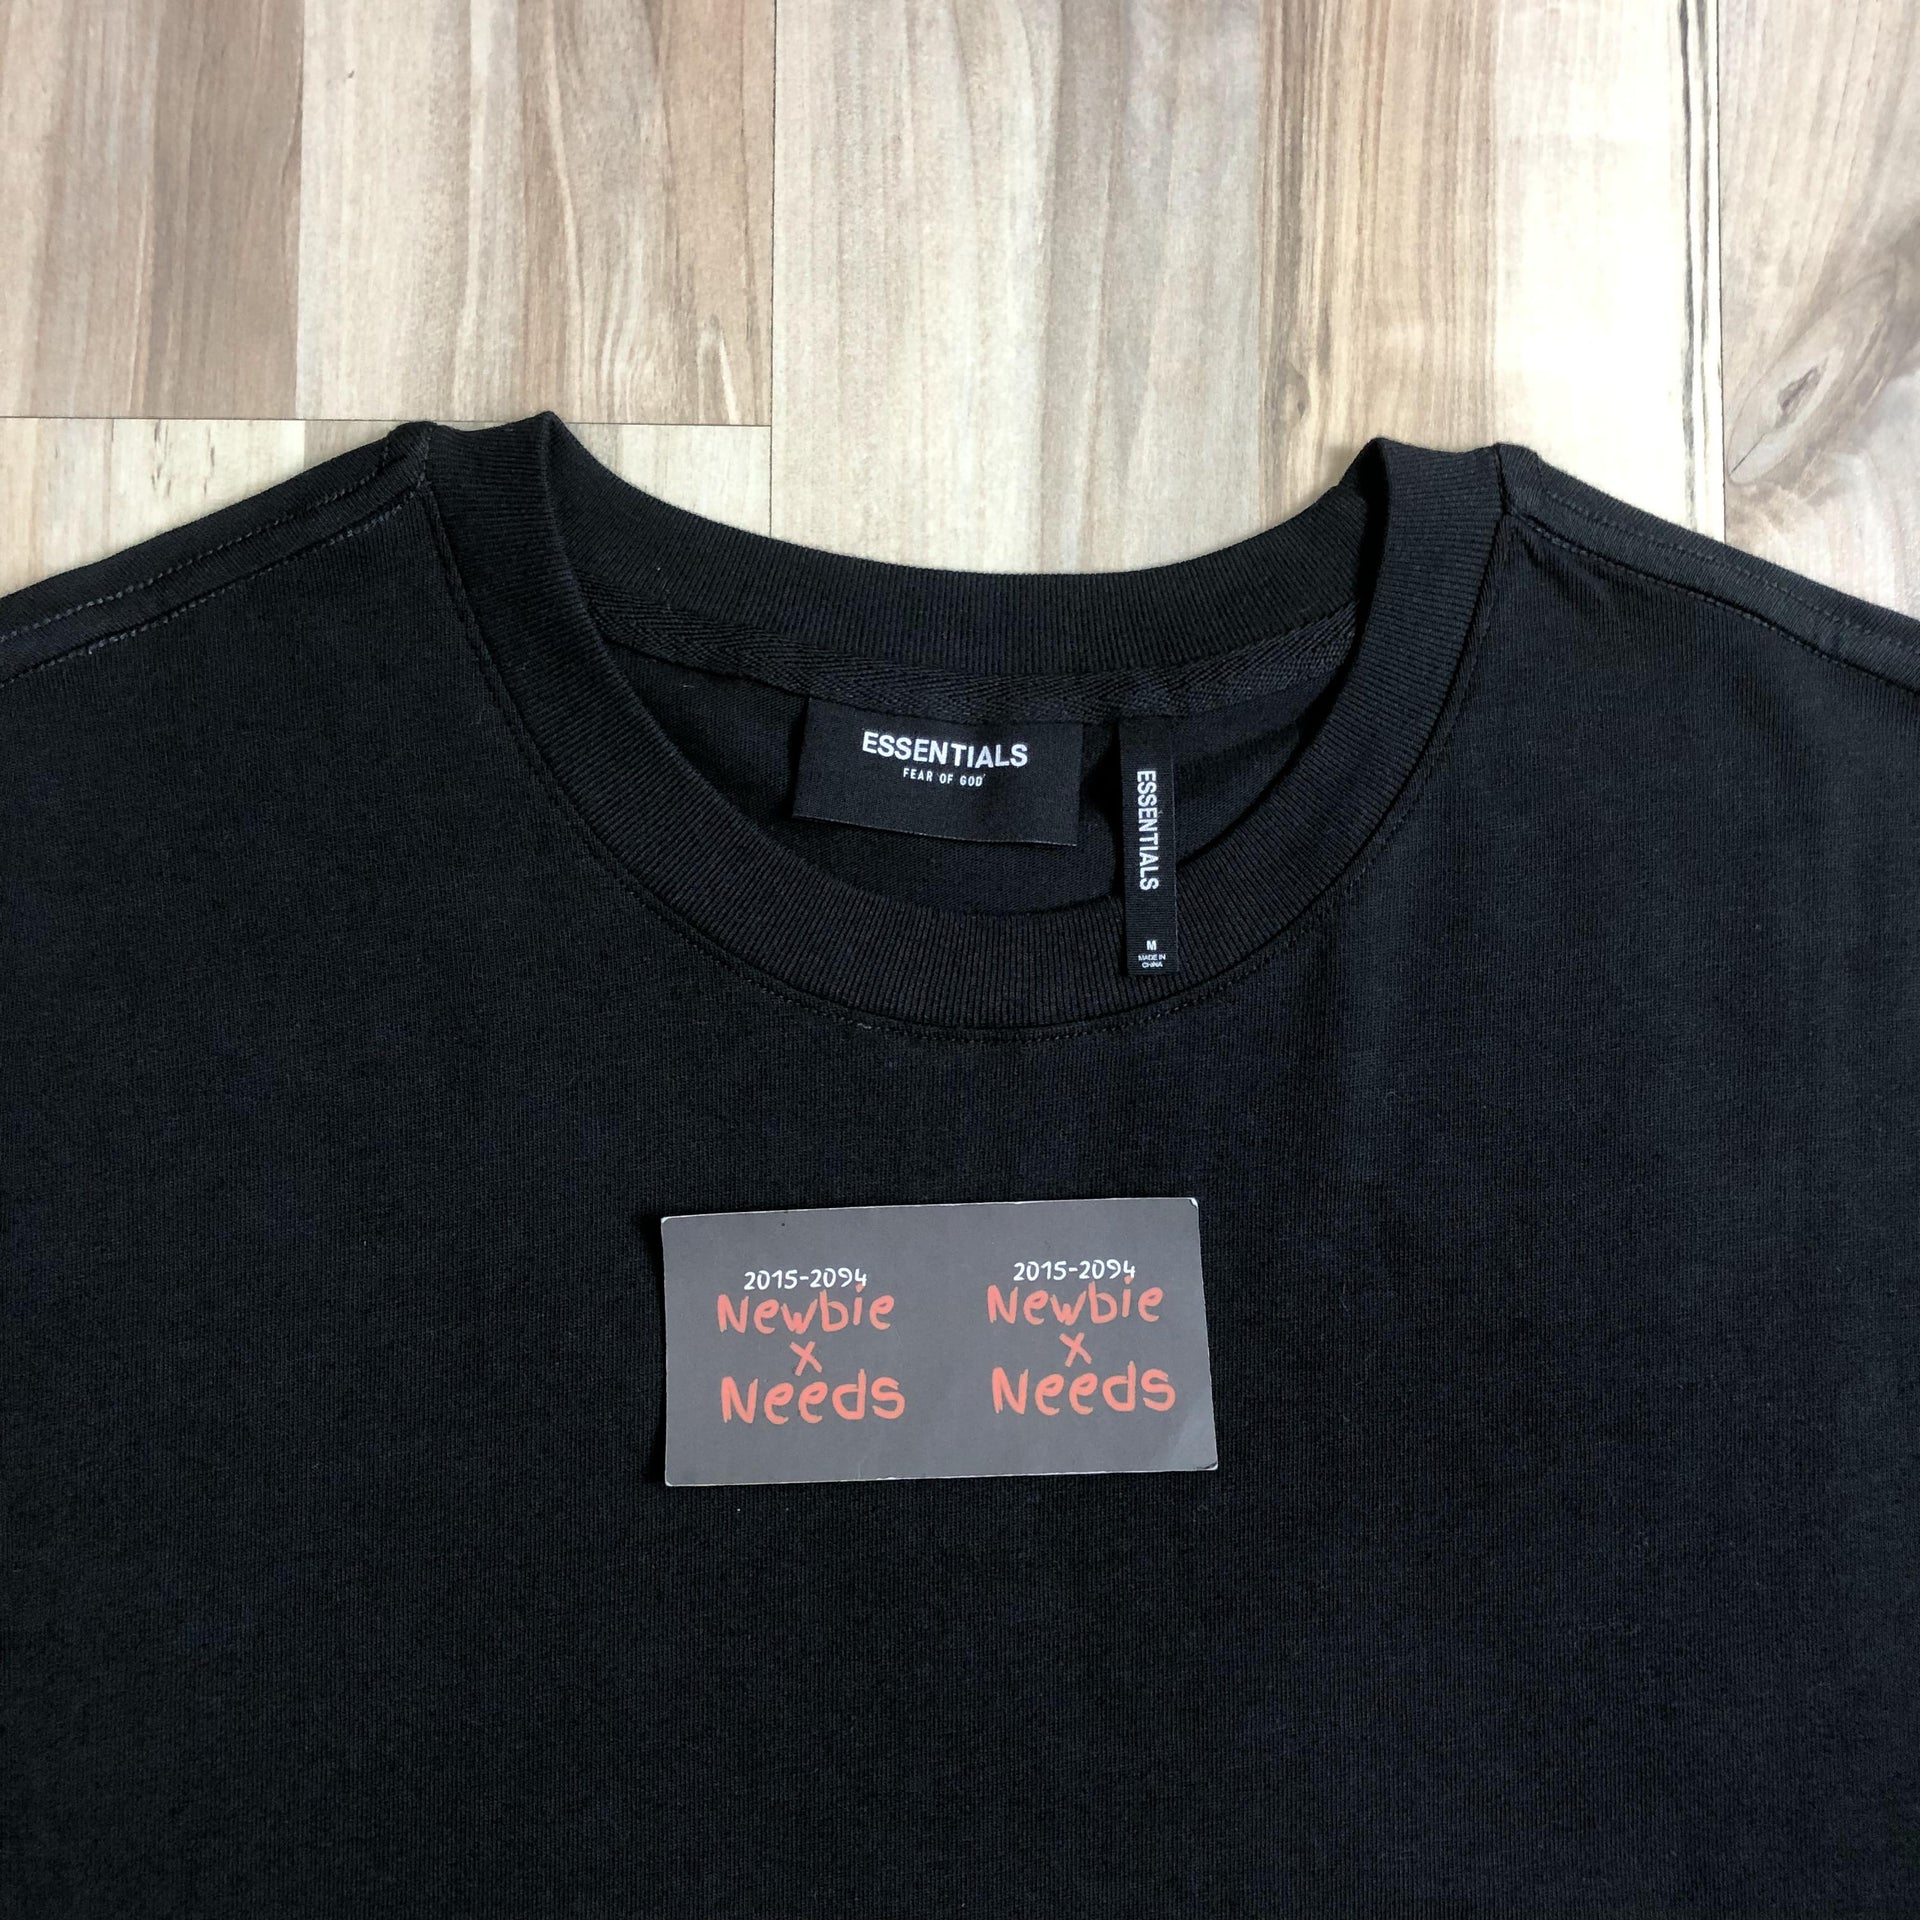 ESSENTIALS
FEAR OF GOD
ESSENTIALS
M
MADE IN
CHINA
2015-2094
Newbie
x
Needs
2015-2094
Newbie
x
Needs